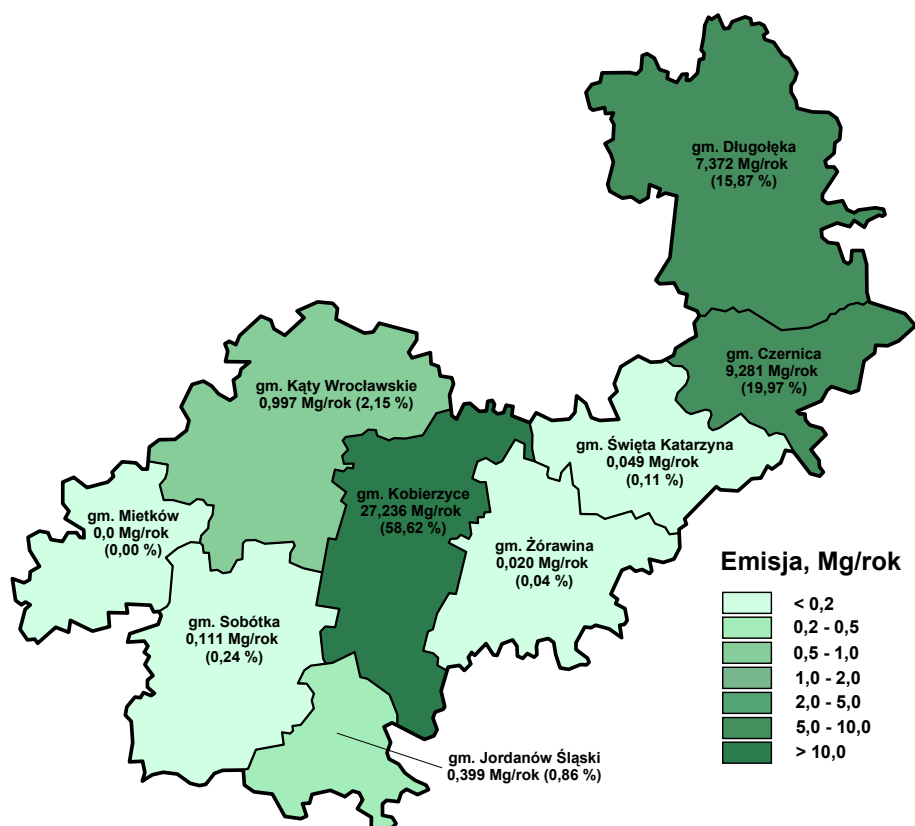 gm. Długołęka
7,372 Mg/rok
(15,87 %)
gm. Czernica
9,281 Mg/rok
(19,97 %)
gm. Kąty Wrocławskie
0,997 Mg/rok (2,15 %)
gm. Święta Katarzyna
0,049 Mg/rok
(0,11 %)
gm. Kobierzyce
27,236 Mg/rok
(58,62 %)
gm. Mietków
0,0 Mg/rok
(0,00 %)
gm. Żórawina
0,020 Mg/rok
(0,04 %)
gm. Sobótka
0,111 Mg/rok
(0,24 %)
gm. Jordanów Śląski
0,399 Mg/rok (0,86 %)
Emisja, Mg/rok
< 0,2
0,2 - 0,5
0,5 - 1,0
1,0 - 2,0
2,0 - 5,0
5,0 - 10,0
> 10,0